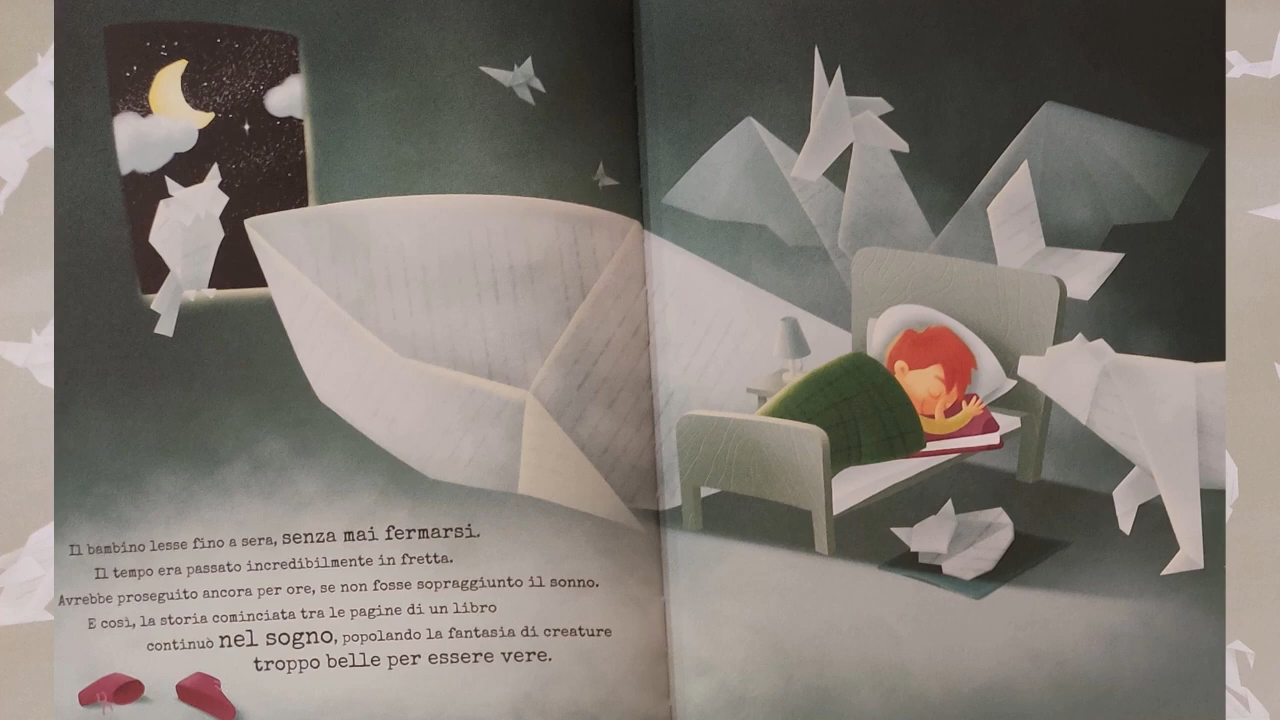 Il bambino lesse fino a sera, senza mai fermarsi.
Il tempo era passato incredibilmente in fretta.
Avrebbe proseguito ancora per ore, se non fosse sopraggiunto il sonno.
E così, la storia cominciata tra le pagine di un libro
continuò nel sogno, popolando la fantasia di creature
troppo belle per essere vere.